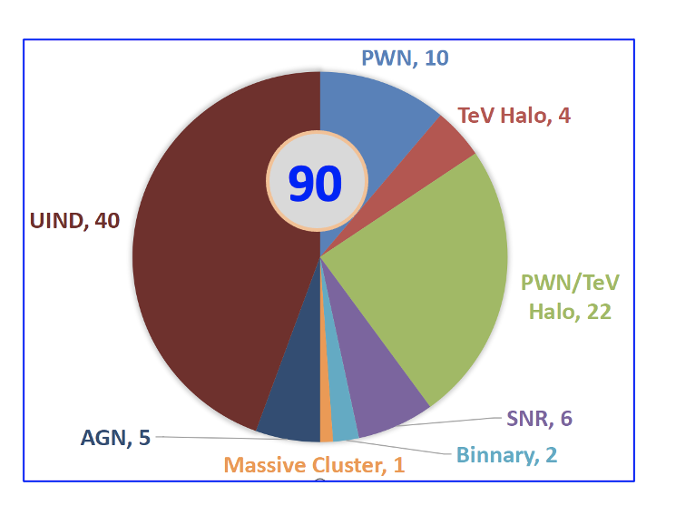 PWN, 10
TeV Halo, 4
90
UIND, 40
PWN/TeV
Halo, 22
SNR, 6
AGN, 5
Binnary, 2
Massive Cluster, 1